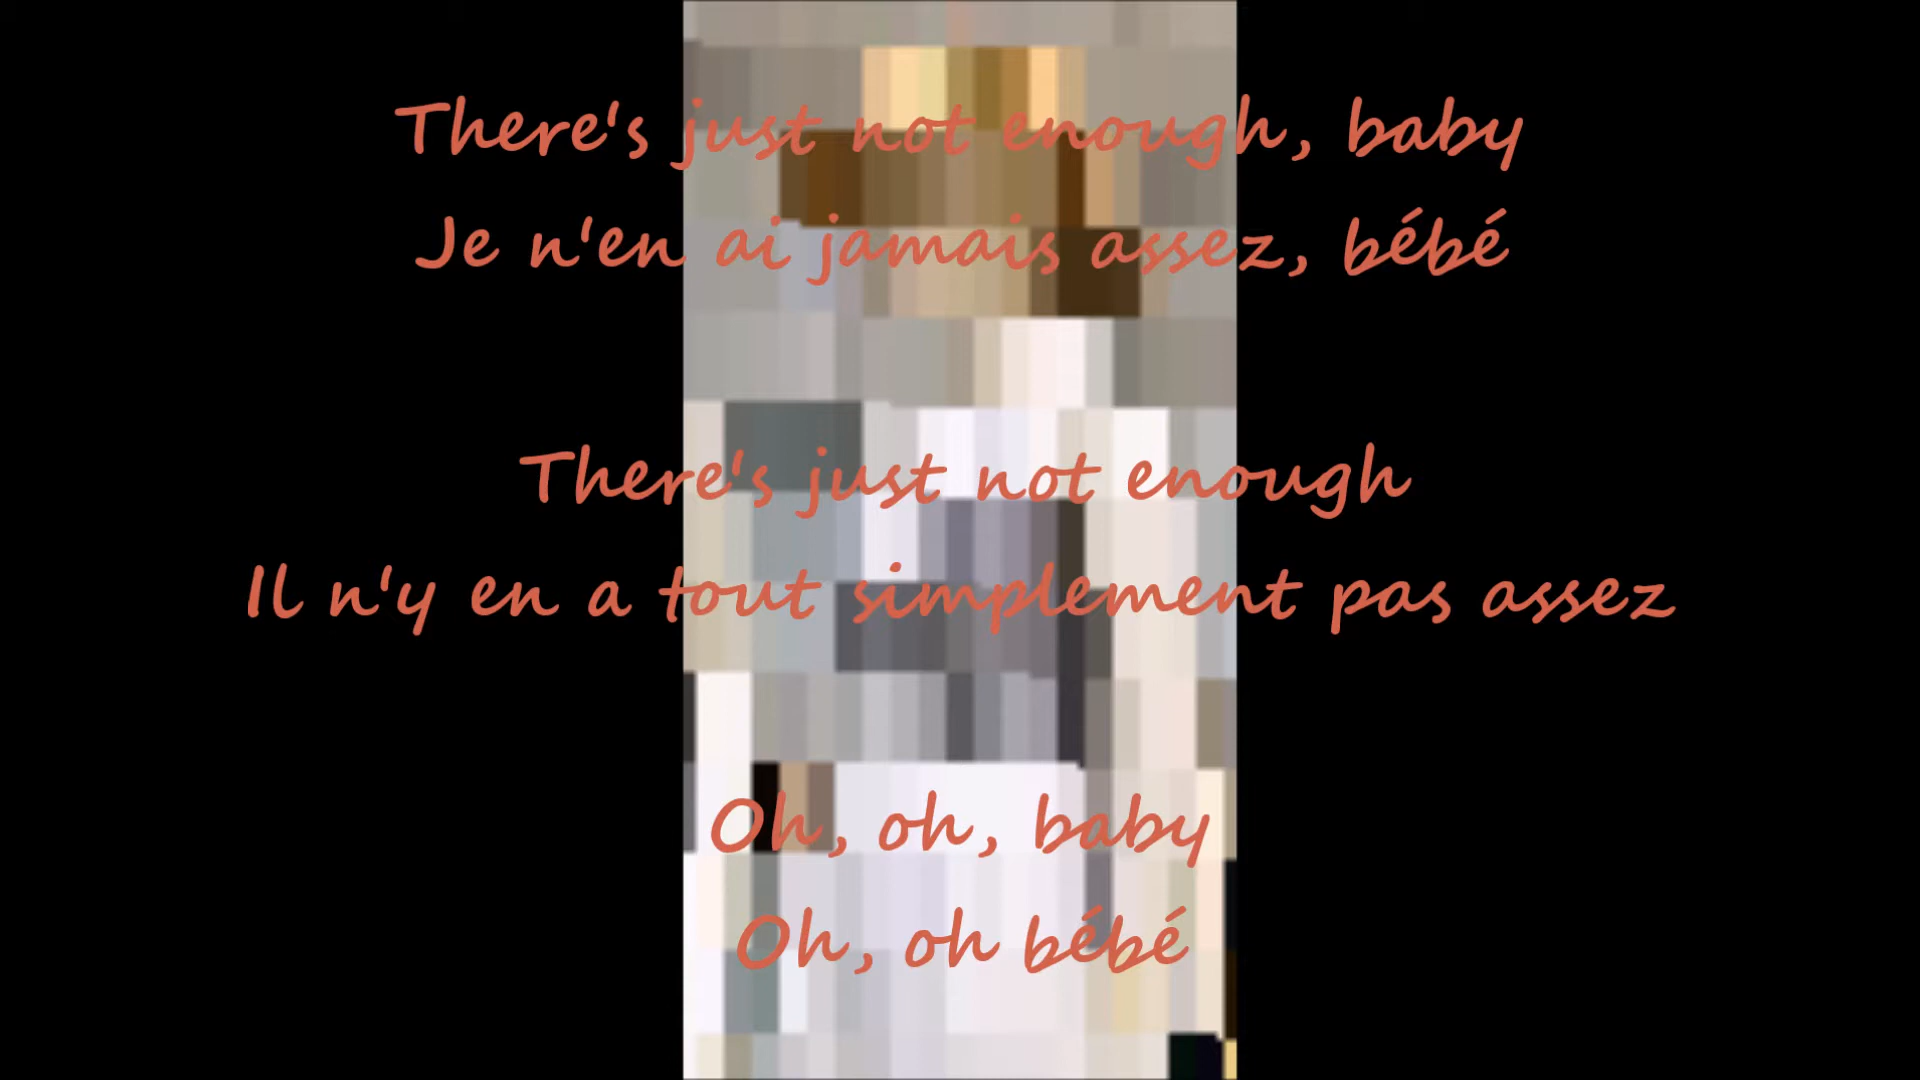 There's just not enough, baby
Je n'en ai jamais assez, bébé
There's just not enough
Il n'y en a tout simplement pas assez
Oh, oh, baby
Oh, oh bébé